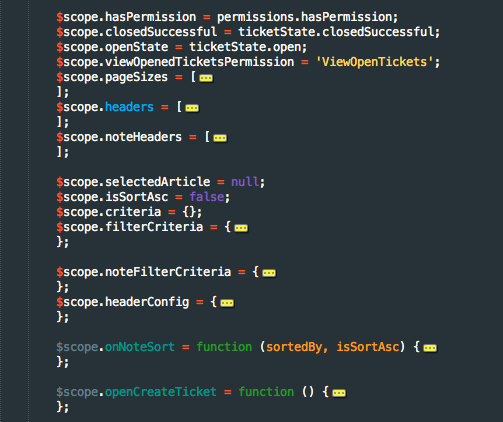 $scope.hasPermission = permissions.hasPermission;
$scope.closedSuccessful = ticketState.closedSuccessful;
$scope.openState = ticketState.open;
$scope.viewOpenedTicketsPermission = 'ViewOpenTickets';
$scope.pageSizes = [...
];
$scope.headers = [...
];
$scope.noteHeaders = [...
];
$scope.selectedArticle = null;
$scope.isSortAsc = false;
$scope.criteria = {};
$scope.filterCriteria = {...
};
$scope.noteFilterCriteria = {...
};
$scope.headerConfig = {...
};
$scope.onNoteSort = function (sortedBy, isSortAsc) {...
};
$scope.openCreateTicket = function () {...
};